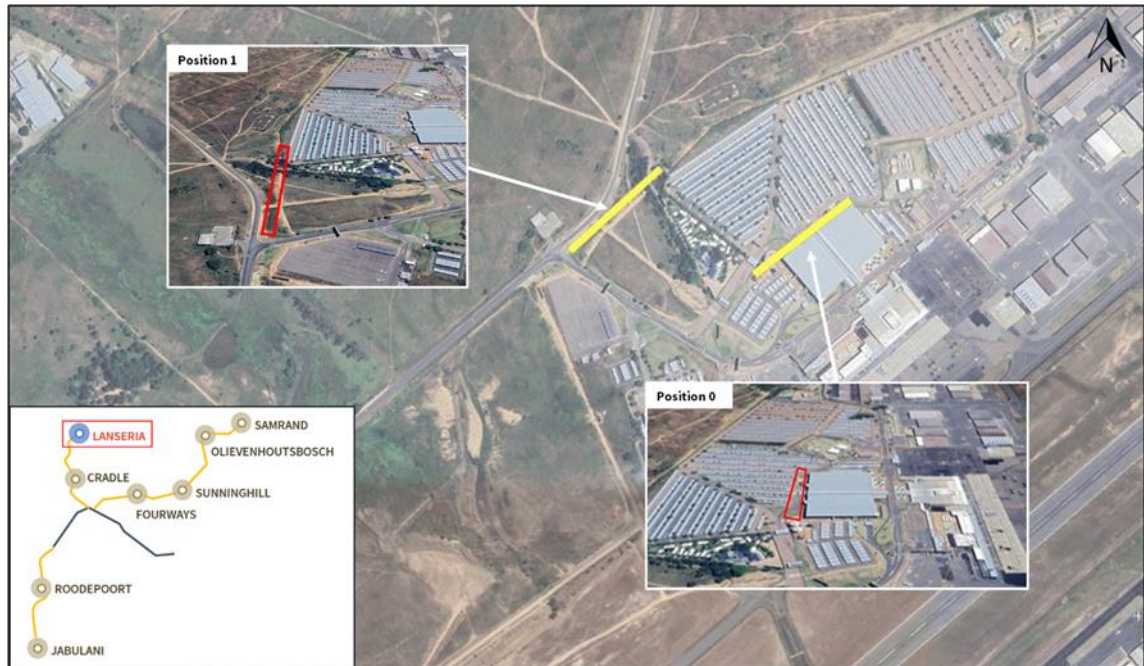 Position 1
N
Position 0
LANSERIA
SAMRAND
OLIEVENHOUTSBOSCH
CRADLE
SUNNINGHILL
FOURWAYS
ROODEPOORT
JABULANI